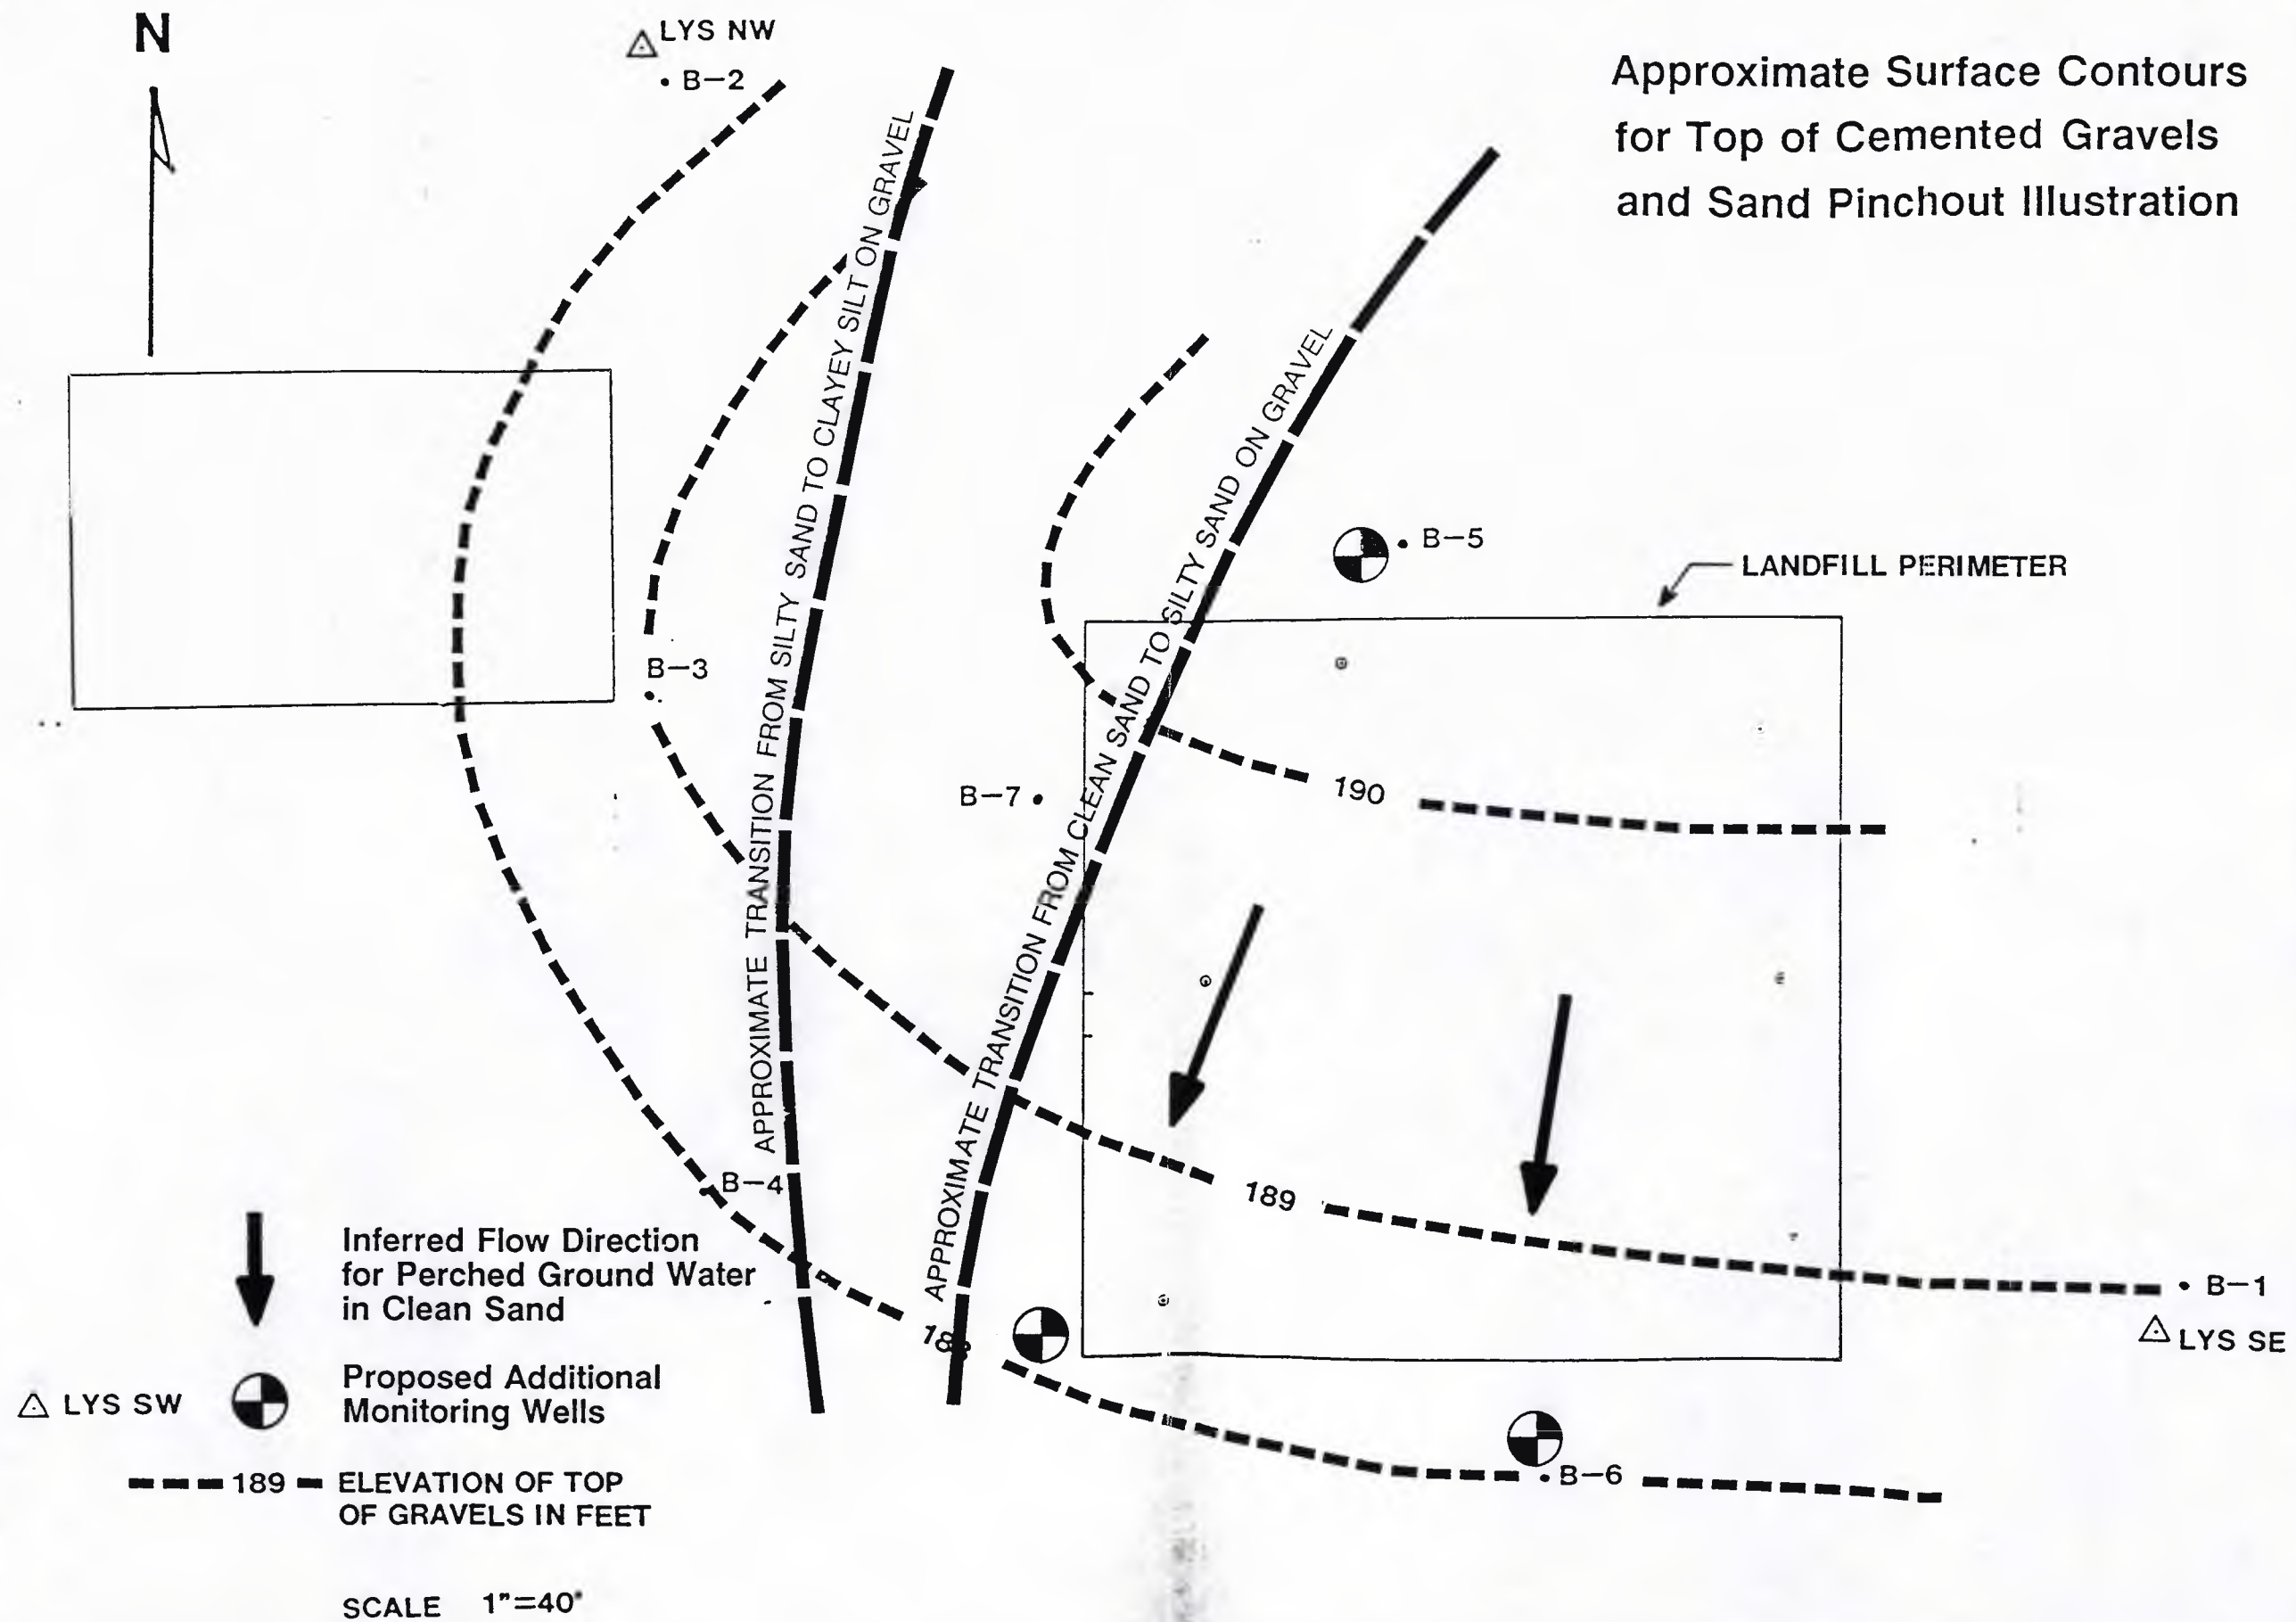 N
LYS NW
B-2
Approximate Surface Contours
for Top of Cemented Gravels
and Sand Pinchout Illustration
APPROXIMATE TRANSITION FROM SILTY SAND TO CLAYEY SILT ON GRAVEL
APPROXIMATE TRANSITION FROM CLEAN SAND TO SILTY SAND ON GRAVEL
B-5
LANDFILL PERIMETER
B-3
B-7
190
B-4
189
B-1
LYS SE
Inferred Flow Direction
for Perched Ground Water
in Clean Sand
Proposed Additional
Monitoring Wells
LYS SW
B-6
189 ELEVATION OF TOP
OF GRAVELS IN FEET
SCALE 1"=40'